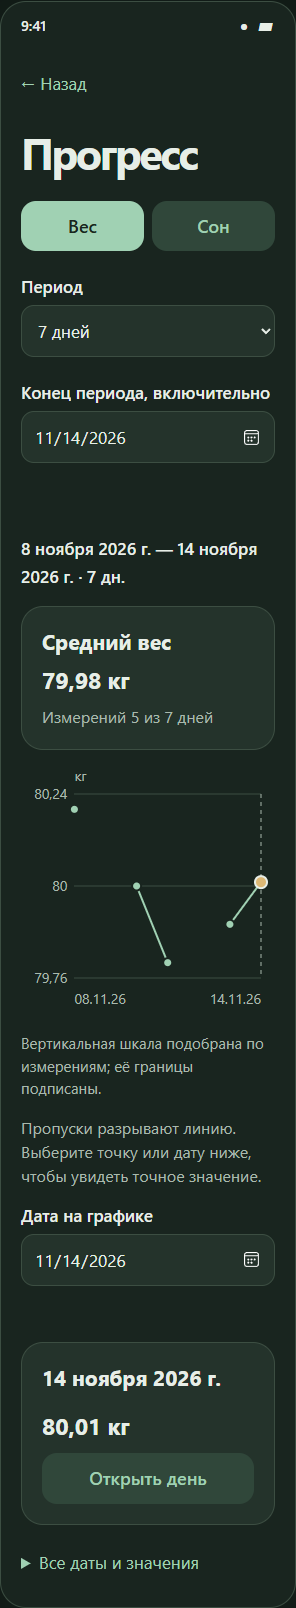 9:41
← Назад
Прогресс
Вес
Сон
Период
7 дней
Конец периода, включительно
11/14/2026
8 ноября 2026 г. — 14 ноября
2026 г. · 7 дн.
Средний вес
79,98 кг
Измерений 5 из 7 дней
кг
80,24
80
79,76
08.11.26
14.11.26
Вертикальная шкала подобрана по
измерениям; её границы
подписаны.
Пропуски разрывают линию.
Выберите точку или дату ниже,
чтобы увидеть точное значение.
Дата на графике
11/14/2026
14 ноября 2026 г.
80,01 кг
Открыть день
▶ Все даты и значения